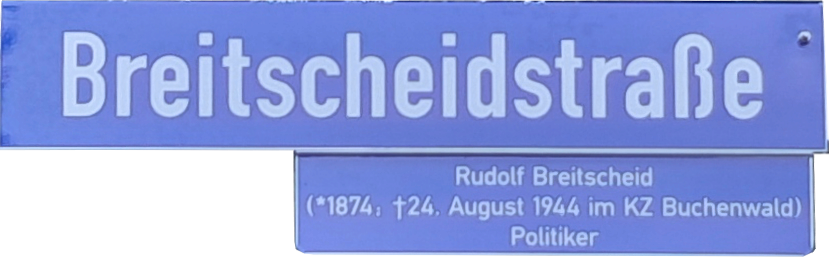 Breitscheidstraße
Rudolf Breitscheid
(*1874; †24. August 1944 im KZ Buchenwald)
Politiker